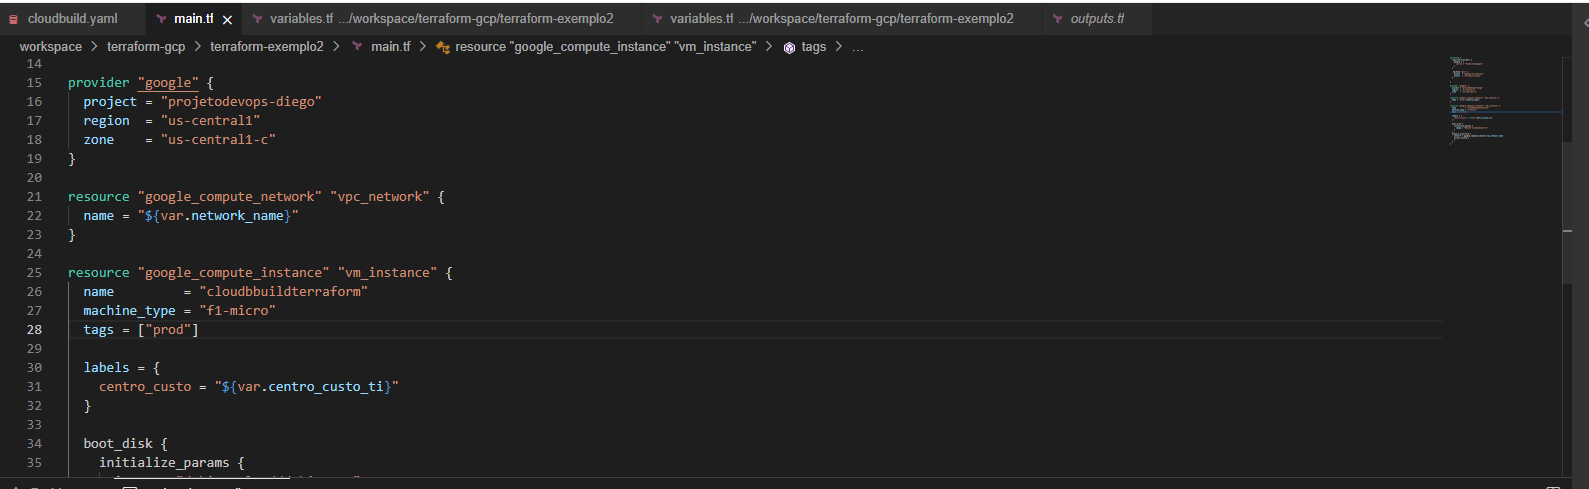 cloudbuild.yaml main.tf variables.tf .../workspace/terraform-gcp/terraform-exemplo2 variables.tf .../workspace/terraform-gcp/terraform-exemplo2 outputs.tf
workspace > terraform-gcp > terraform-exemplo2 > main.tf > resource "google_compute_instance" "vm_instance" > tags > ...
14
15 provider "google" {
16 project = "projetodevops-diego"
17 region = "us-central1"
18 zone = "us-central1-c"
19 }
20
21 resource "google_compute_network" "vpc_network" {
22 name = "${var.network_name}"
23 }
24
25 resource "google_compute_instance" "vm_instance" {
26 name = "cloudbbuildterraform"
27 machine_type = "f1-micro"
28 tags = ["prod"]
29
30 labels = {
31 centro_custo = "${var.centro_custo_ti}"
32 }
33
34 boot_disk {
35 initialize_params {